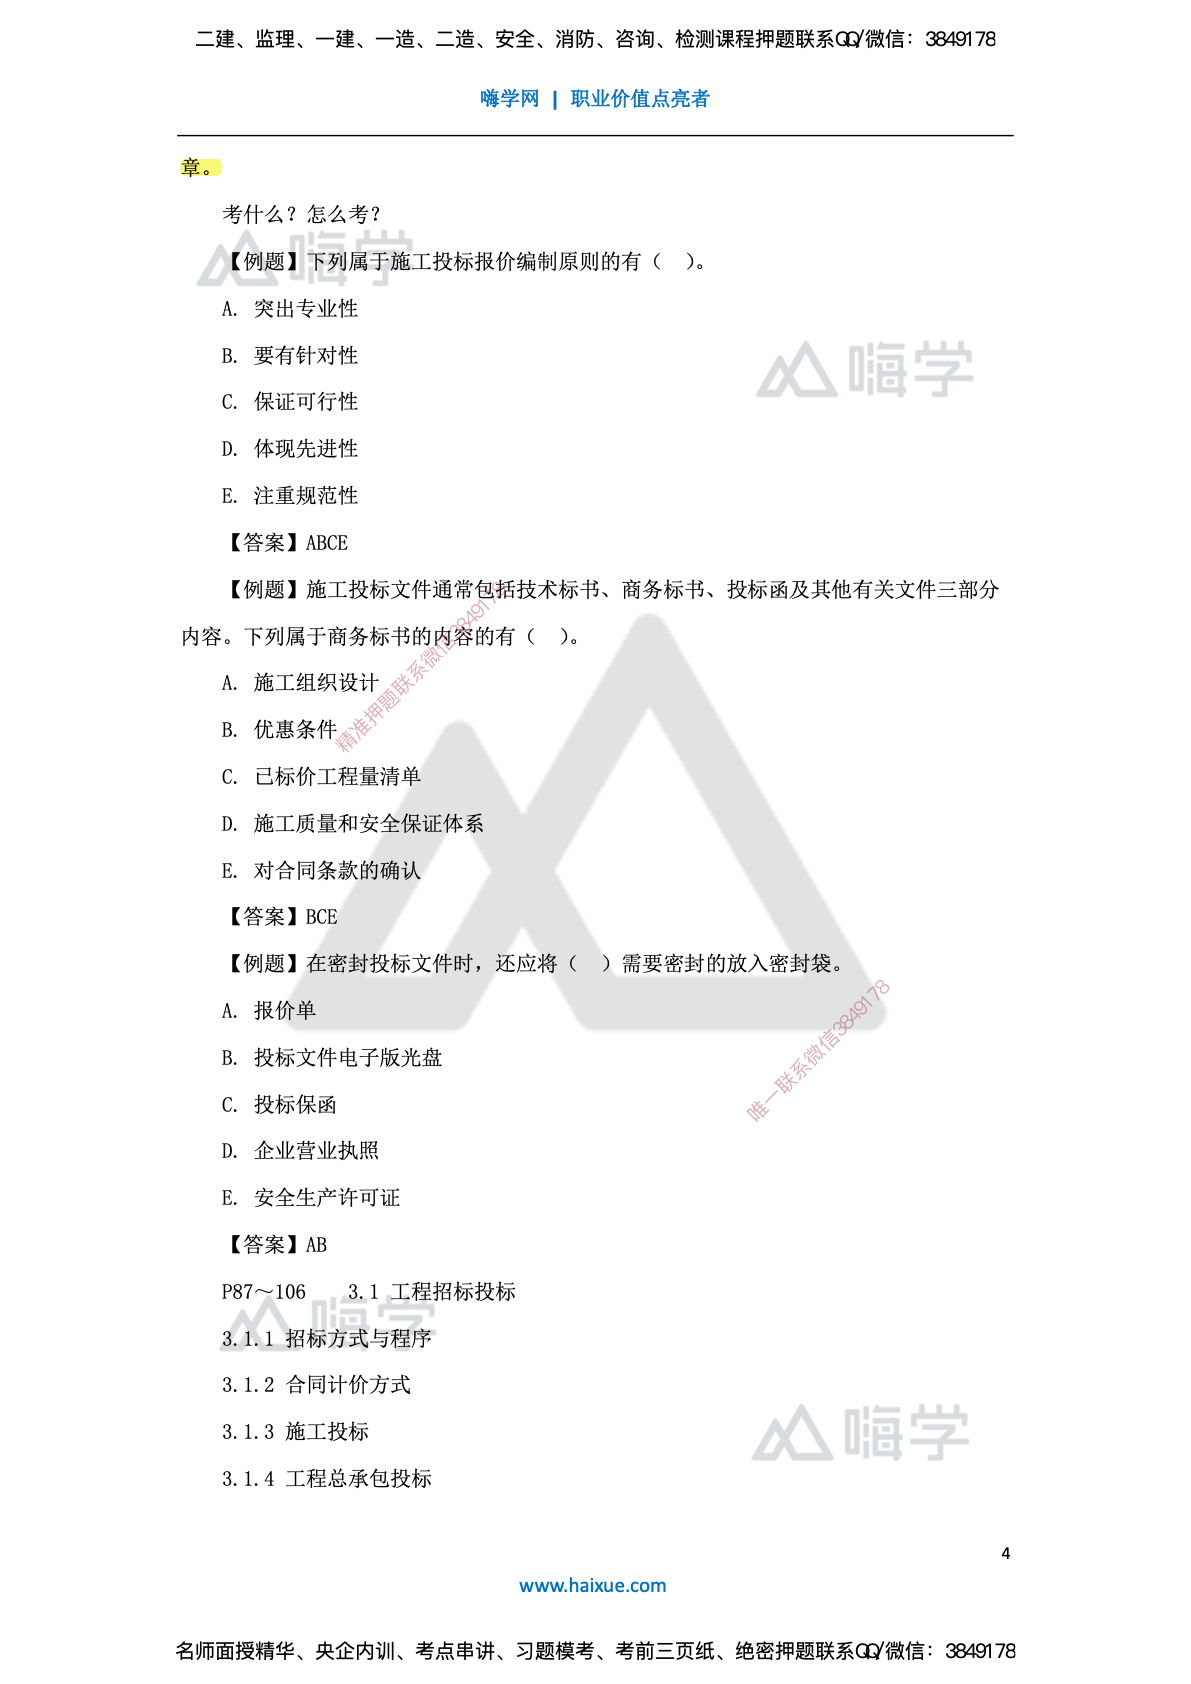 二建、监理、一建、一造、二造、安全、消防、咨询、检测课程押题联系QQ/微信：3849178
嗨学网 | 职业价值点亮者
章。
考什么？怎么考？
嗨学
【例题】下列属于施工投标报价编制原则的有（ ）。
A. 突出专业性
B. 要有针对性
嗨学
C. 保证可行性
D. 体现先进性
E. 注重规范性
【答案】ABCE
【例题】施工投标文件通常包括技术标书、商务标书、投标函及其他有关文件三部分
内容。下列属于商务标书的内容的有（ ）。
精准押题联系微信3849178
A. 施工组织设计
B. 优惠条件
C. 已标价工程量清单
D. 施工质量和安全保证体系
E. 对合同条款的确认
【答案】BCE
【例题】在密封投标文件时，还应将（ ）需要密封的放入密封袋。
A. 报价单
B. 投标文件电子版光盘
唯一联系微信3849178
C. 投标保函
D. 企业营业执照
E. 安全生产许可证
【答案】AB
P87～106 3.1 工程招标投标
嗨学
3.1.1 招标方式与程序
3.1.2 合同计价方式
3.1.3 施工投标
嗨学
3.1.4 工程总承包投标
4
www.haixue.com
名师面授精华、央企内训、考点串讲、习题模考、考前三页纸、绝密押题联系QQ/微信：3849178